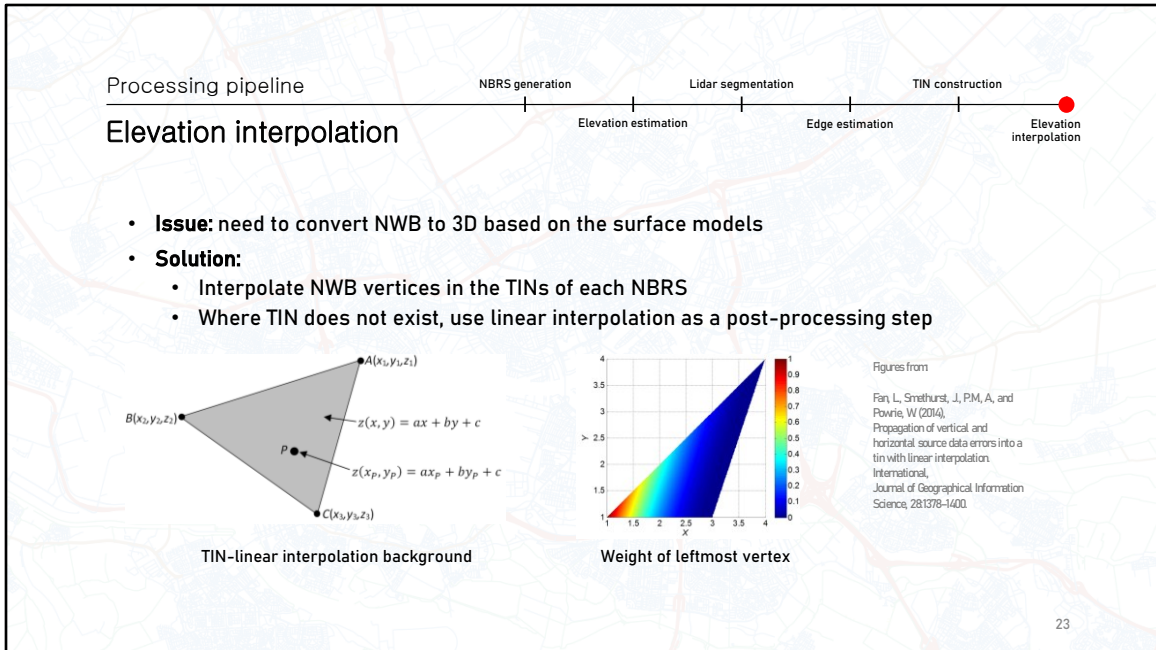 Processing pipeline
NBRS generation
Lidar segmentation
TIN construction
Elevation interpolation
Elevation estimation
Edge estimation
Elevation
interpolation
• Issue: need to convert NWB to 3D based on the surface models
• Solution:
• Interpolate NWB vertices in the TINs of each NBRS
• Where TIN does not exist, use linear interpolation as a post-processing step
A(x₁,y₁,z₁)
B(x₂,y₂,z₂)
z(x, y) = ax + by + c
P
z(xₚ, yₚ) = axₚ + byₚ + c
C(x₃,y₃,z₃)
TIN-linear interpolation background
4
3.5
3
2.5
2
1.5
1
Y
1 1.5 2 2.5 3 3.5 4
X
1
0.9
0.8
0.7
0.6
0.5
0.4
0.3
0.2
0.1
0
Weight of leftmost vertex
Figures from:
Fan, L., Smethurst, J., P.M, A., and
Powrie, W (2014),
Propagation of vertical and
horizontal source data errors into a
tin with linear interpolation.
International,
Journal of Geographical Information
Science, 28:1378–1400.
23